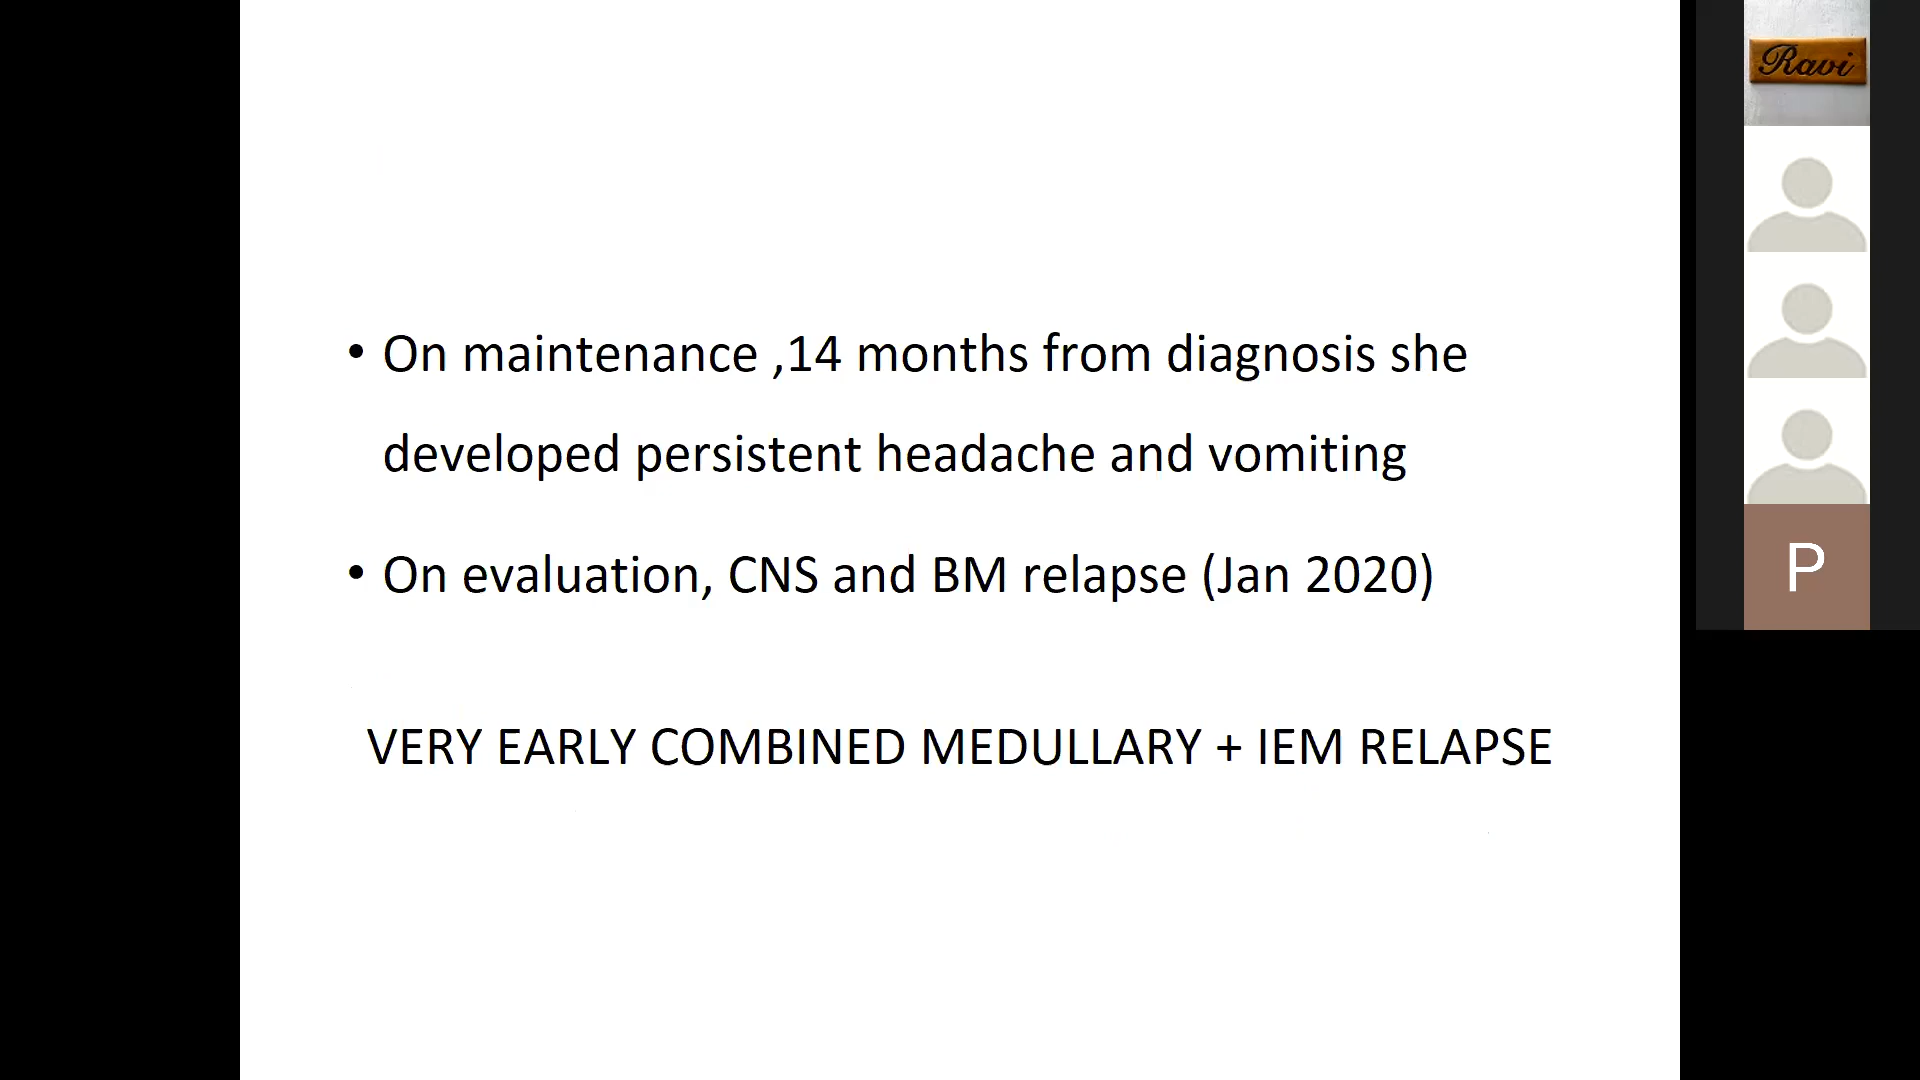 • On maintenance ,14 months from diagnosis she
developed persistent headache and vomiting
• On evaluation, CNS and BM relapse (Jan 2020)
VERY EARLY COMBINED MEDULLARY + IEM RELAPSE
Ravi
P